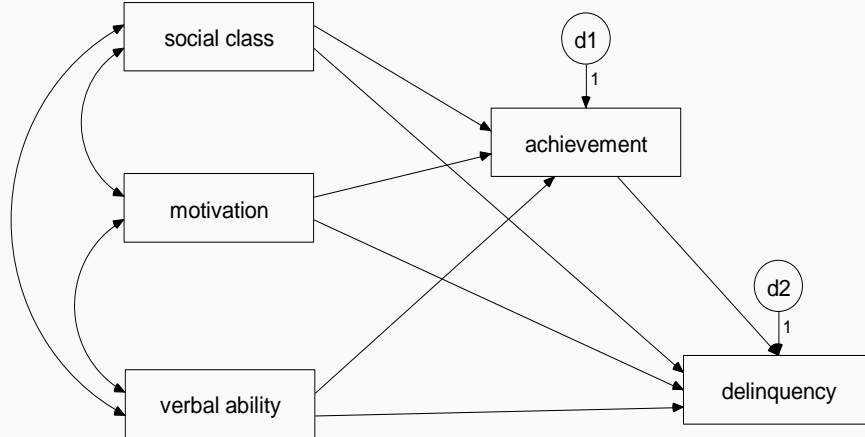 social class
d1
1
achievement
motivation
d2
1
delinquency
verbal ability